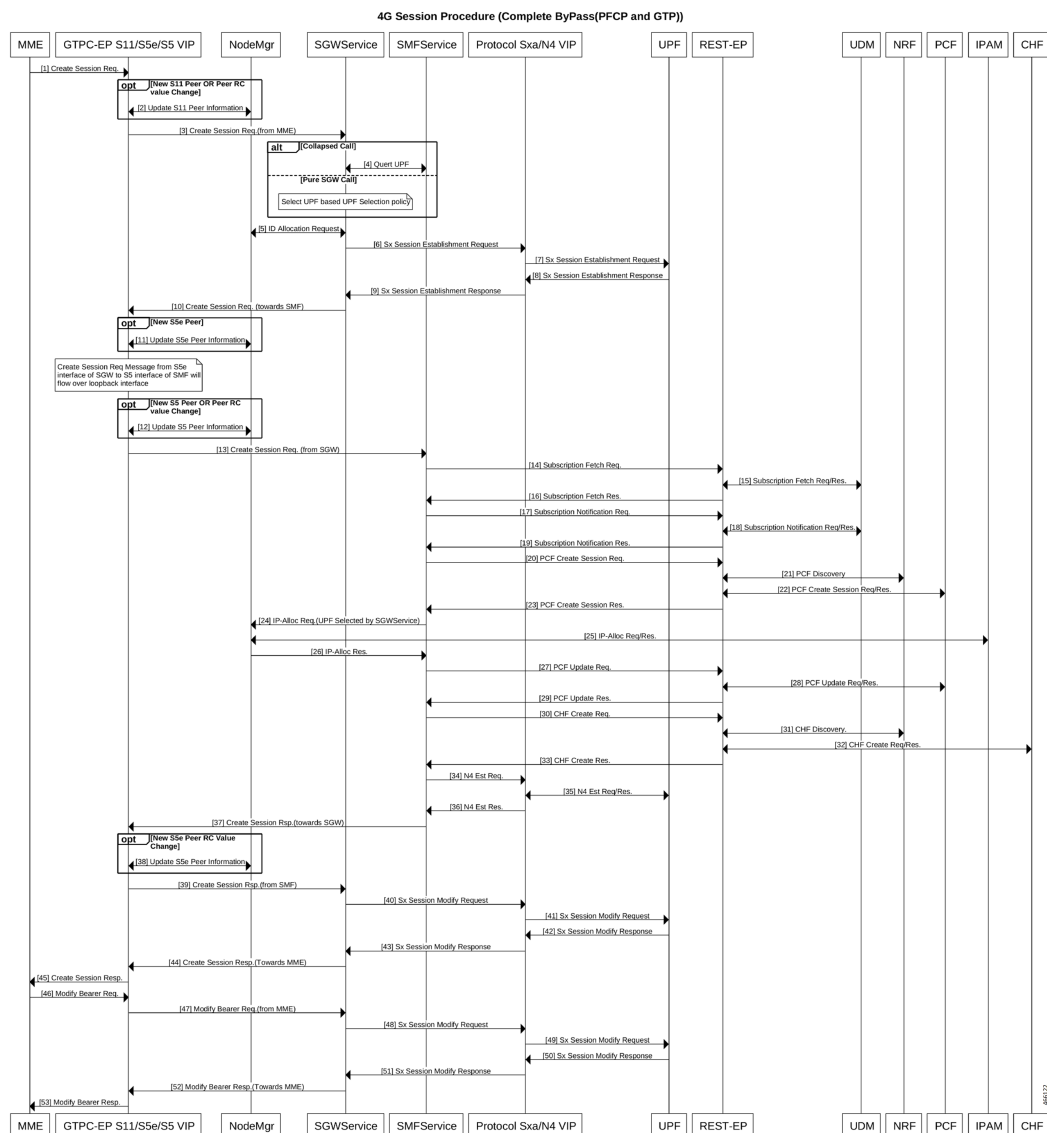 4G Session Procedure (Complete ByPass(PFCP and GTP))
MME
GTPC-EP S11/S5e/S5 VIP
NodeMgr
SGWService
SMFService
Protocol Sxa/N4 VIP
UPF
REST-EP
UDM
NRF
PCF
IPAM
CHF
[1] Create Session Req.
opt
[New S11 Peer OR Peer RC
value Change]
[2] Update S11 Peer Information
[3] Create Session Req.(from MME)
alt
[Collapsed Call]
[4] Quert UPF
[Pure SGW Call]
Select UPF based UPF Selection policy
[5] ID Allocation Request
[6] Sx Session Establishment Request
[7] Sx Session Establishment Request
[8] Sx Session Establishment Response
[9] Sx Session Establishment Response
[10] Create Session Req. (towards SMF)
opt
[New S5e Peer]
[11] Update S5e Peer Information
Create Session Req Message from S5e
interface of SGW to S5 interface of SMF will
flow over loopback interface
opt
[New S5 Peer OR Peer RC
value Change]
[12] Update S5 Peer Information
[13] Create Session Req. (from SGW)
[14] Subscription Fetch Req.
[15] Subscription Fetch Req/Res.
[16] Subscription Fetch Res.
[17] Subscription Notification Req.
[18] Subscription Notification Req/Res.
[19] Subscription Notification Res.
[20] PCF Create Session Req.
[21] PCF Discovery
[22] PCF Create Session Req/Res.
[23] PCF Create Session Res.
[24] IP-Alloc Req.(UPF Selected by SGWService)
[25] IP-Alloc Req/Res.
[26] IP-Alloc Res.
[27] PCF Update Req.
[28] PCF Update Req/Res.
[29] PCF Update Res.
[30] CHF Create Req.
[31] CHF Discovery.
[32] CHF Create Req/Res.
[33] CHF Create Res.
[34] N4 Est Req.
[35] N4 Est Req/Res.
[36] N4 Est Res.
[37] Create Session Rsp.(towards SGW)
opt
[New S5e Peer RC Value
Change]
[38] Update S5e Peer Information
[39] Create Session Rsp.(from SMF)
[40] Sx Session Modify Request
[41] Sx Session Modify Request
[42] Sx Session Modify Response
[43] Sx Session Modify Response
[44] Create Session Resp.(Towards MME)
[45] Create Session Resp.
[46] Modify Bearer Req.
[47] Modify Bearer Req.(from MME)
[48] Sx Session Modify Request
[49] Sx Session Modify Request
[50] Sx Session Modify Response
[51] Sx Session Modify Response
[52] Modify Bearer Resp.(Towards MME)
[53] Modify Bearer Resp.
466122
MME
GTPC-EP S11/S5e/S5 VIP
NodeMgr
SGWService
SMFService
Protocol Sxa/N4 VIP
UPF
REST-EP
UDM
NRF
PCF
IPAM
CHF